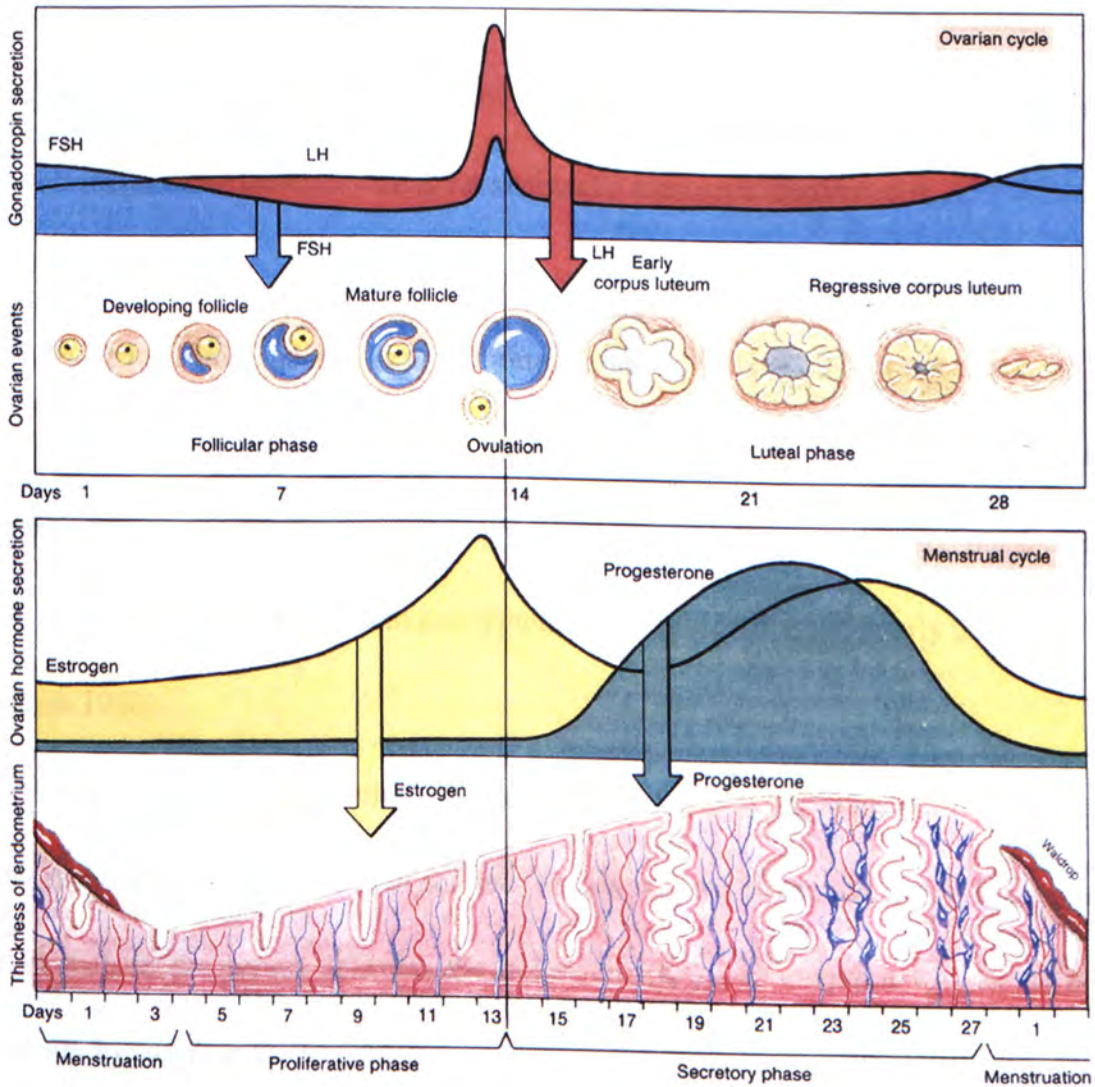 Ovarian cycle
Gonadotropin secretion
FSH
LH
FSH
LH
Early
corpus luteum
Regressive corpus luteum
Mature follicle
Developing follicle
Ovarian events
Follicular phase
Ovulation
Luteal phase
Days 1 7 14 21 28
Menstrual cycle
Ovarian hormone secretion
Progesterone
Estrogen
Estrogen
Progesterone
Waldrop
Thickness of endometrium
Days 1 3 5 7 9 11 13 15 17 19 21 23 25 27 1
Menstruation
Proliferative phase
Secretory phase
Menstruation